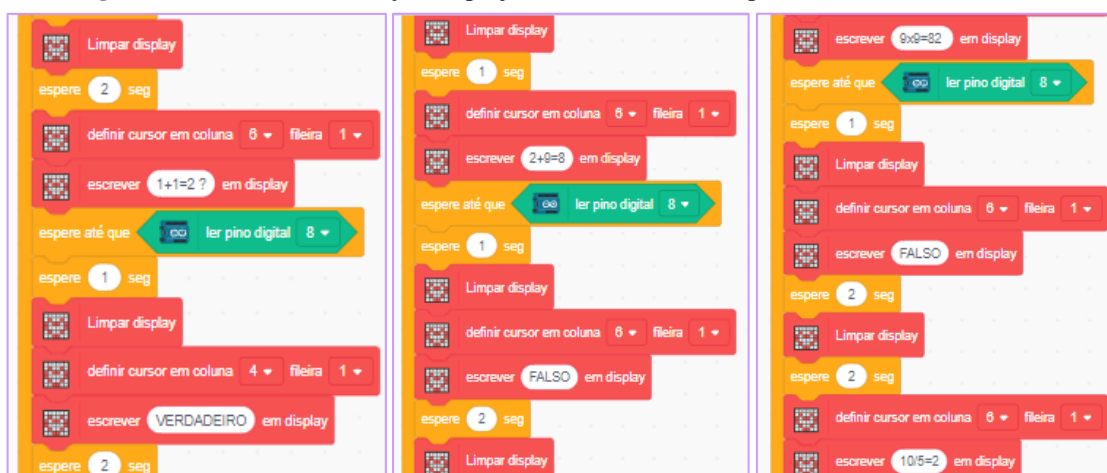 Limpar display
espere 2 seg
definir cursor em coluna 6 fileira 1
escrever 1+1=2 ? em display
espere até que ler pino digital 8
espere 1 seg
Limpar display
definir cursor em coluna 4 fileira 1
escrever VERDADEIRO em display
espere 2 seg
Limpar display
espere 1 seg
definir cursor em coluna 6 fileira 1
escrever 2+9=8 em display
espere até que ler pino digital 8
espere 1 seg
Limpar display
definir cursor em coluna 6 fileira 1
escrever FALSO em display
espere 2 seg
Limpar display
escrever 9x9=82 em display
espere até que ler pino digital 8
espere 1 seg
Limpar display
definir cursor em coluna 6 fileira 1
escrever FALSO em display
espere 2 seg
Limpar display
espere 2 seg
definir cursor em coluna 6 fileira 1
escrever 10/5=2 em display